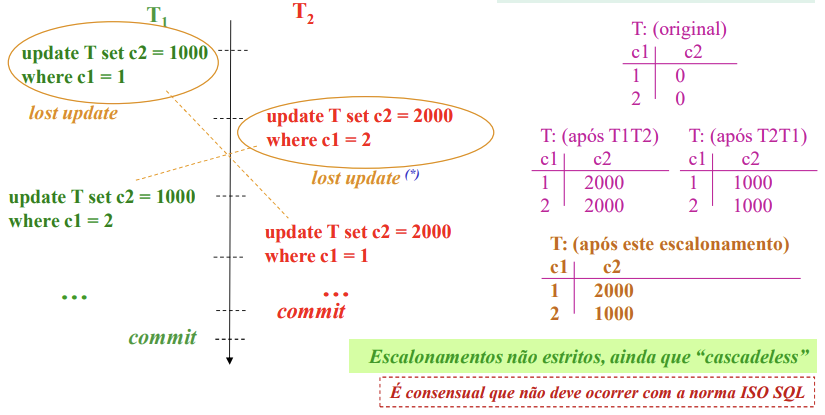 T1
T2
update T set c2 = 1000
where c1 = 1
lost update
update T set c2 = 2000
where c1 = 2
lost update (*)
update T set c2 = 1000
where c1 = 2
update T set c2 = 2000
where c1 = 1
...
...
commit
commit
T: (original)
c1 c2
1 0
2 0
T: (após T1T2)
c1 c2
1 2000
2 2000
T: (após T2T1)
c1 c2
1 1000
2 1000
T: (após este escalonamento)
c1 c2
1 2000
2 1000
Escalonamentos não estritos, ainda que “cascadeless”
É consensual que não deve ocorrer com a norma ISO SQL